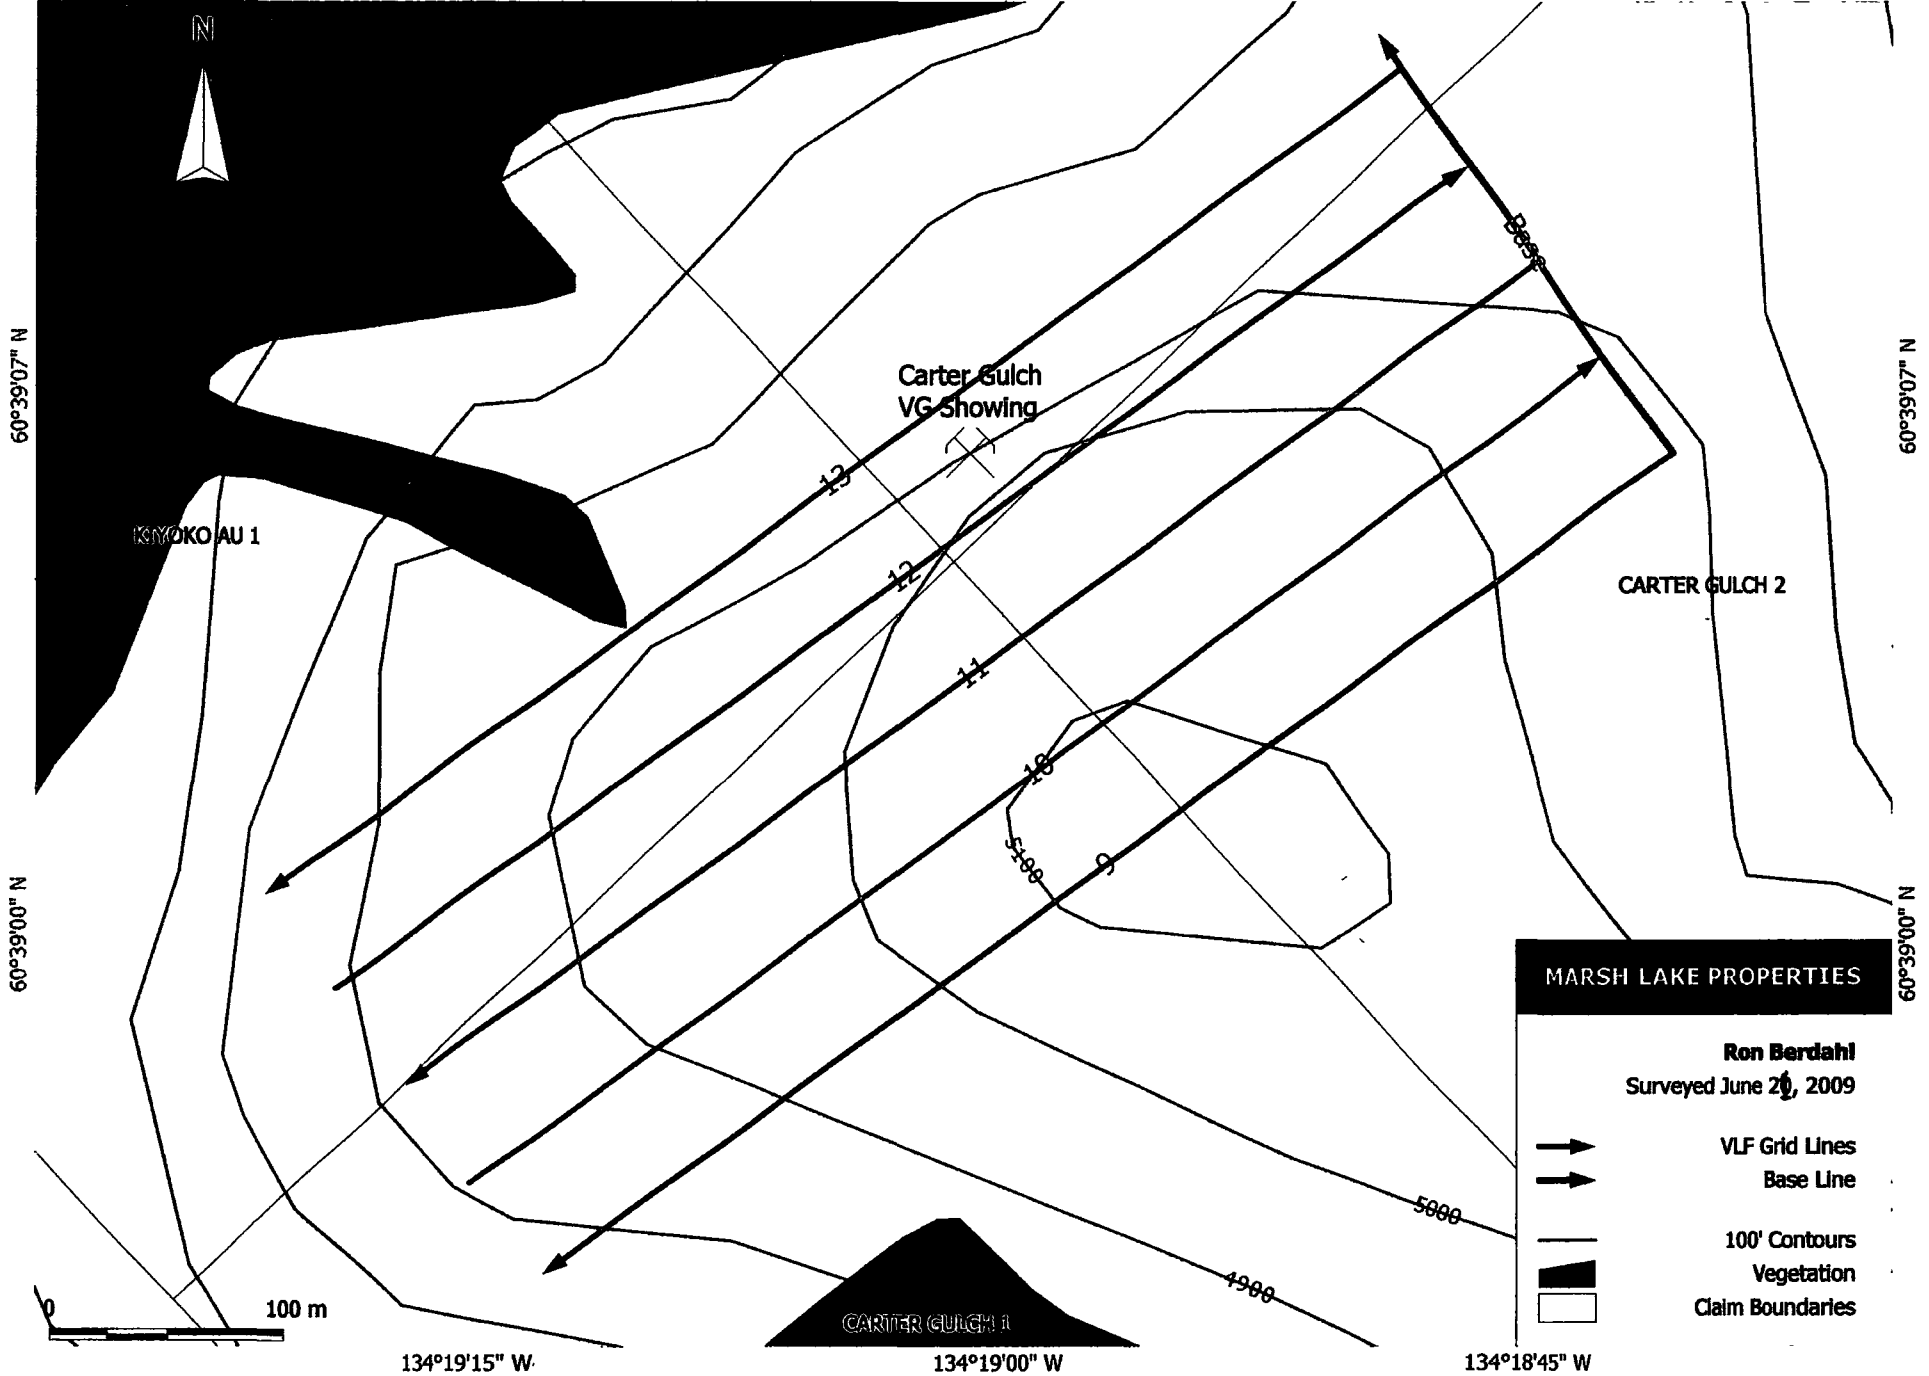 N
Base
Carter Gulch
VG Showing
13
12
11
10
9
KIYOKO AU 1
CARTER GULCH 2
CARTER GULCH 1
5100
5000
4900
60°39'07" N
60°39'00" N
60°39'07" N
60°39'00" N
0 100 m
134°19'15" W
134°19'00" W
134°18'45" W
MARSH LAKE PROPERTIES
Ron Berdahl
Surveyed June , 2009
VLF Grid Lines
Base Line
100' Contours
Vegetation
Claim Boundaries